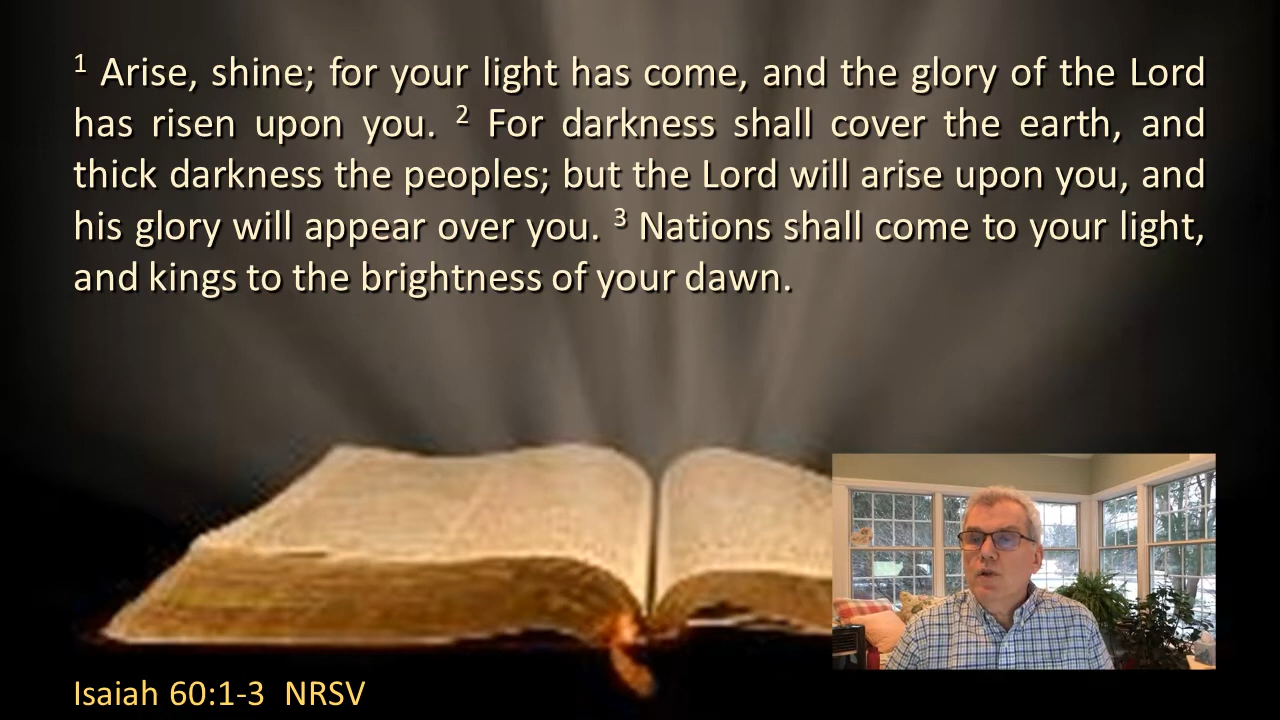 ¹ Arise, shine; for your light has come, and the glory of the Lord
has risen upon you. ² For darkness shall cover the earth, and
thick darkness the peoples; but the Lord will arise upon you, and
his glory will appear over you. ³ Nations shall come to your light,
and kings to the brightness of your dawn.
Isaiah 60:1-3 NRSV